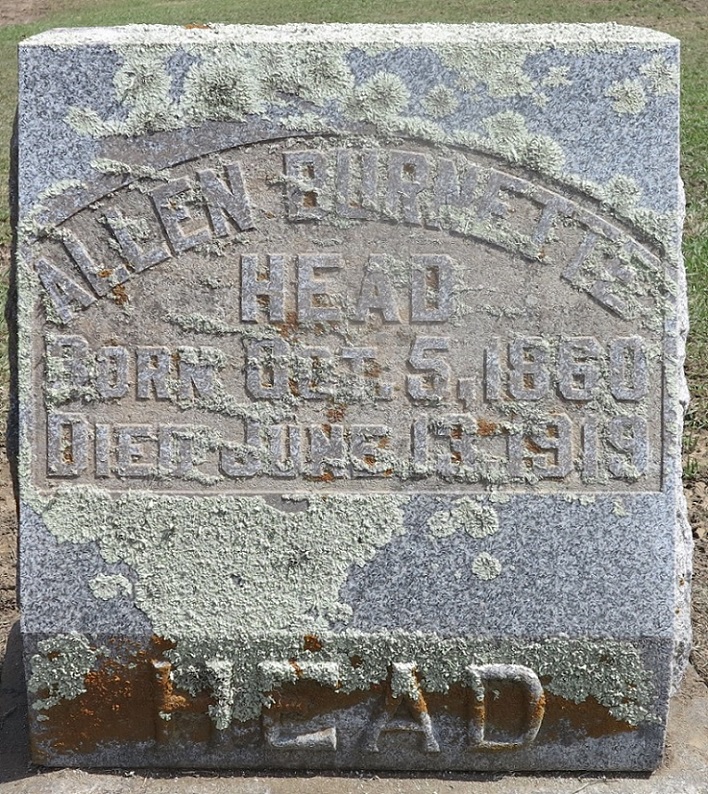 ALLEN BURNETTE
HEAD
BORN OCT. 5, 1860
DIED JUNE 13, 1919
HEAD